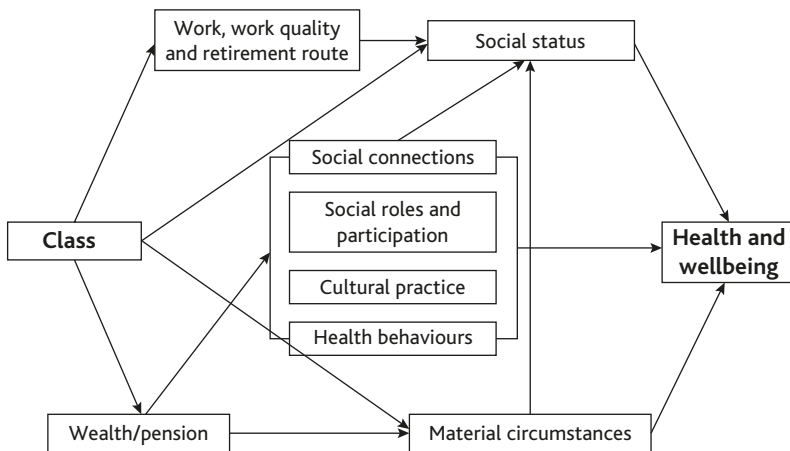 Work, work quality
and retirement route
Social status
Social connections
Social roles and
participation
Class
Health and
wellbeing
Cultural practice
Health behaviours
Wealth/pension
Material circumstances